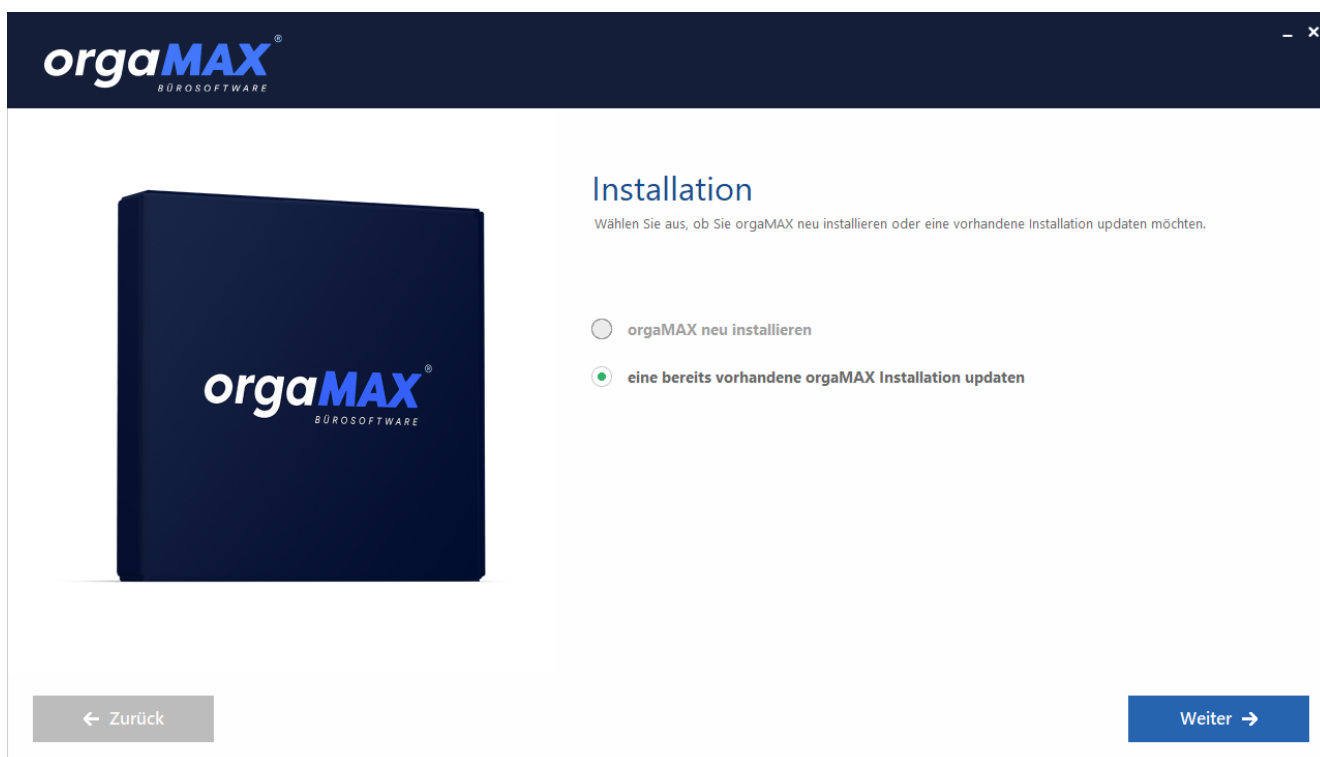 orgaMAX®
BÜROSOFTWARE
Installation
Wählen Sie aus, ob Sie orgaMAX neu installieren oder eine vorhandene Installation updaten möchten.
orgaMAX neu installieren
eine bereits vorhandene orgaMAX Installation updaten
orgaMAX®
BÜROSOFTWARE
← Zurück
Weiter →